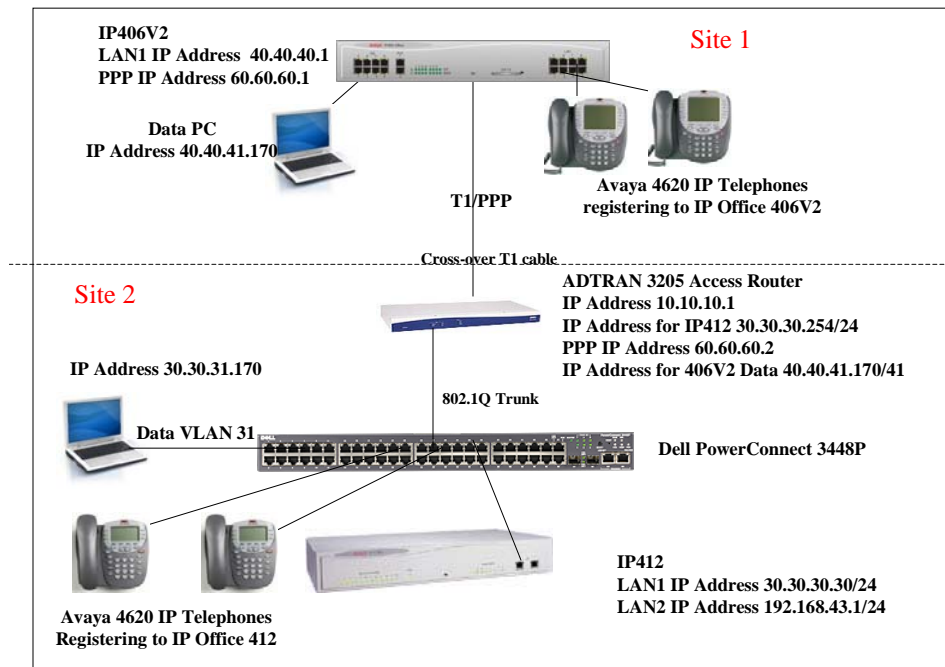 IP406V2
LAN1 IP Address 40.40.40.1
PPP IP Address 60.60.60.1
Site 1
Data PC
IP Address 40.40.41.170
Avaya 4620 IP Telephones
registering to IP Office 406V2
T1/PPP
Cross-over T1 cable
Site 2
ADTRAN 3205 Access Router
IP Address 10.10.10.1
IP Address for IP412 30.30.30.254/24
PPP IP Address 60.60.60.2
IP Address for 406V2 Data 40.40.41.170/41
IP Address 30.30.31.170
802.1Q Trunk
Data VLAN 31
DELL
Dell PowerConnect 3448P
IP412
LAN1 IP Address 30.30.30.30/24
LAN2 IP Address 192.168.43.1/24
Avaya 4620 IP Telephones
Registering to IP Office 412